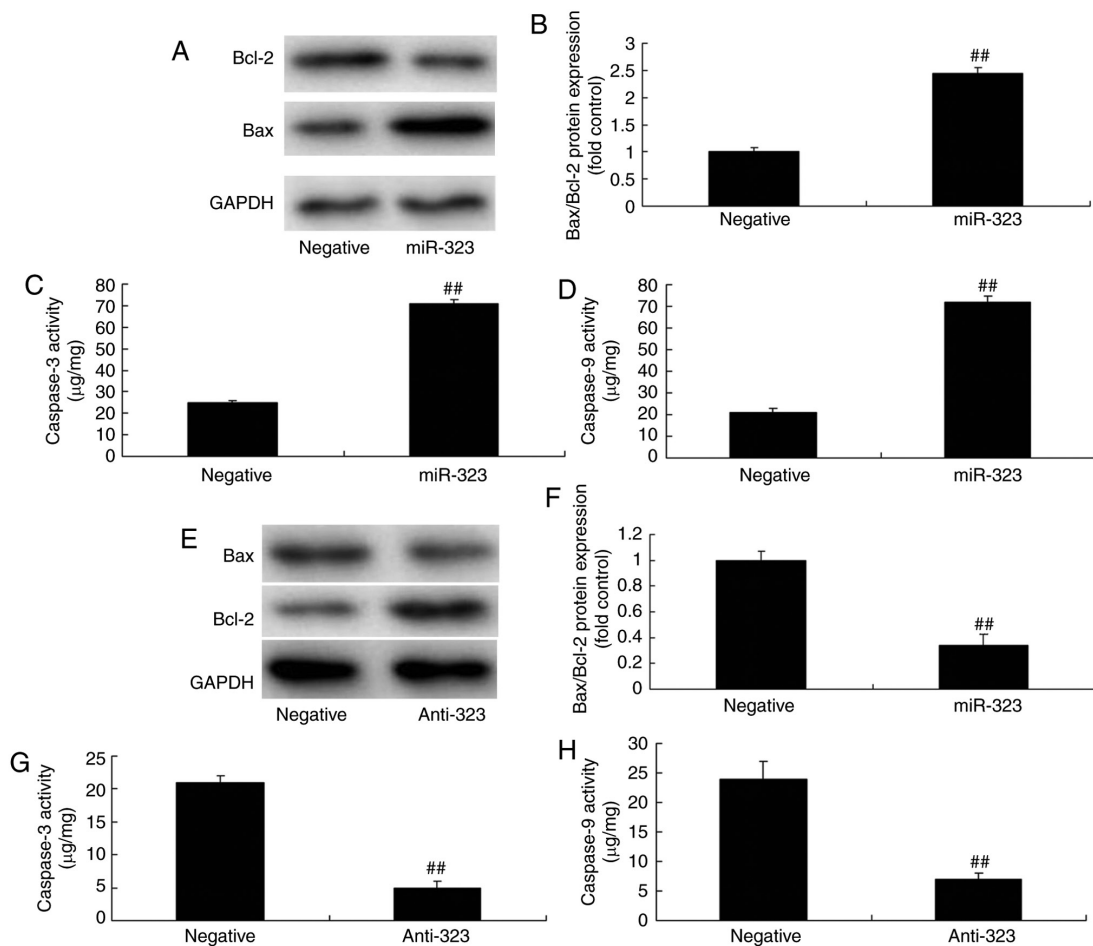 A
Bcl-2
Bax
GAPDH
Negative miR-323
B
Bax/Bcl-2 protein expression
(fold control)
3
2.5
2
1.5
1
0.5
0
##
Negative miR-323
C
Caspase-3 activity
(µg/mg)
80
70
60
50
40
30
20
10
0
##
Negative miR-323
D
Caspase-9 activity
(µg/mg)
80
70
60
50
40
30
20
10
0
##
Negative miR-323
E
Bax
Bcl-2
GAPDH
Negative Anti-323
F
Bax/Bcl-2 protein expression
(fold control)
1.2
1
0.8
0.6
0.4
0.2
0
##
Negative miR-323
G
Caspase-3 activity
(µg/mg)
25
20
15
10
5
0
##
Negative Anti-323
H
Caspase-9 activity
(µg/mg)
30
25
20
15
10
5
0
##
Negative Anti-323